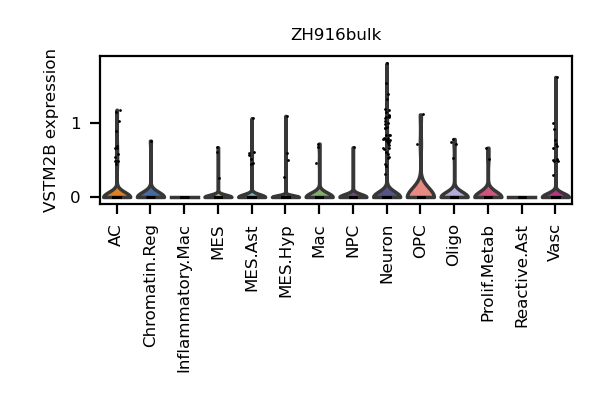 ZH916bulk
VSTM2B expression
1
0
AC
Chromatin.Reg
Inflammatory.Mac
MES
MES.Ast
MES.Hyp
Mac
NPC
Neuron
OPC
Oligo
Prolif.Metab
Reactive.Ast
Vasc